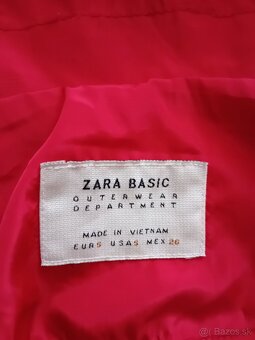 ZARA BASIC
OUTERWEAR
DEPARTMENT
MADE IN VIETNAM
EUR S USA S MEX 26
bazos.sk